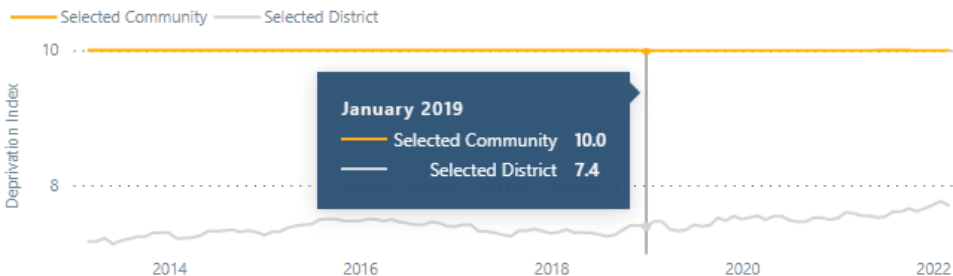 Selected Community Selected District
10
Deprivation Index
January 2019
Selected Community 10.0
Selected District 7.4
8
2014 2016 2018 2020 2022